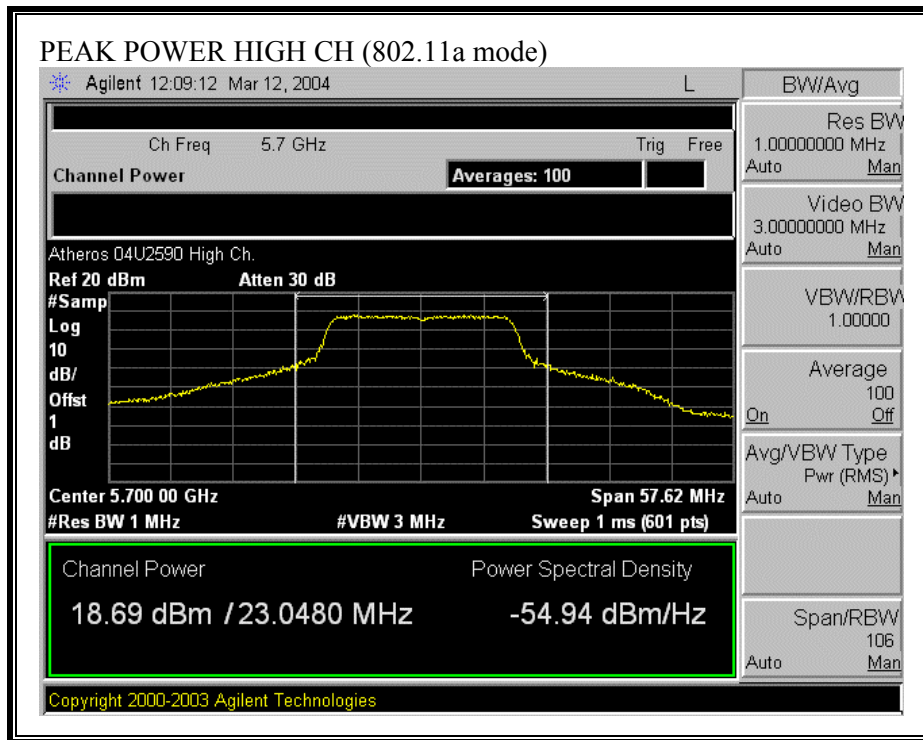 PEAK POWER HIGH CH (802.11a mode)
Agilent 12:09:12 Mar 12, 2004 L
BW/Avg
Ch Freq 5.7 GHz Trig Free
Channel Power Averages: 100
Atheros 04U2590 High Ch.
Ref 20 dBm Atten 30 dB
#Samp
Log
10
dB/
Offst
1
dB
Center 5.700 00 GHz Span 57.62 MHz
#Res BW 1 MHz #VBW 3 MHz Sweep 1 ms (601 pts)
Channel Power Power Spectral Density
18.69 dBm / 23.0480 MHz -54.94 dBm/Hz
Copyright 2000-2003 Agilent Technologies
Res BW
1.00000000 MHz
Auto Man
Video BW
3.00000000 MHz
Auto Man
VBW/RBW
1.00000
Average
100
On Off
Avg/VBW Type
Pwr (RMS)
Auto Man
Span/RBW
106
Auto Man